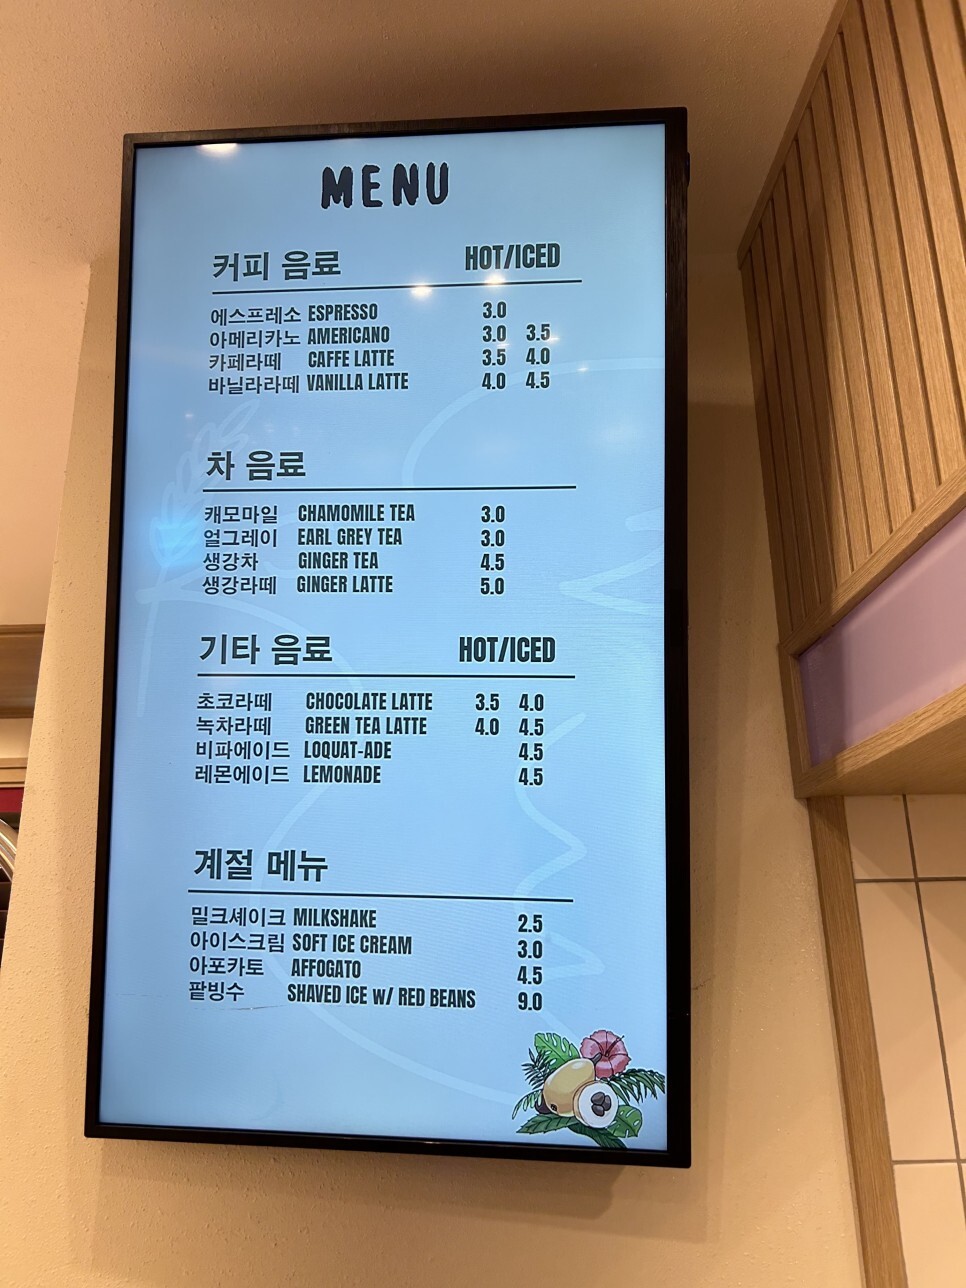 MENU
커피 음료 HOT/ICED
에스프레소 ESPRESSO 3.0
아메리카노 AMERICANO 3.0 3.5
카페라떼 CAFFE LATTE 3.5 4.0
바닐라라떼 VANILLA LATTE 4.0 4.5
차 음료
캐모마일 CHAMOMILE TEA 3.0
얼그레이 EARL GREY TEA 3.0
생강차 GINGER TEA 4.5
생강라떼 GINGER LATTE 5.0
기타 음료 HOT/ICED
초코라떼 CHOCOLATE LATTE 3.5 4.0
녹차라떼 GREEN TEA LATTE 4.0 4.5
비파에이드 LOQUAT-ADE 4.5
레몬에이드 LEMONADE 4.5
계절 메뉴
밀크셰이크 MILKSHAKE 2.5
아이스크림 SOFT ICE CREAM 3.0
아포카토 AFFOGATO 4.5
팥빙수 SHAVED ICE W/ RED BEANS 9.0